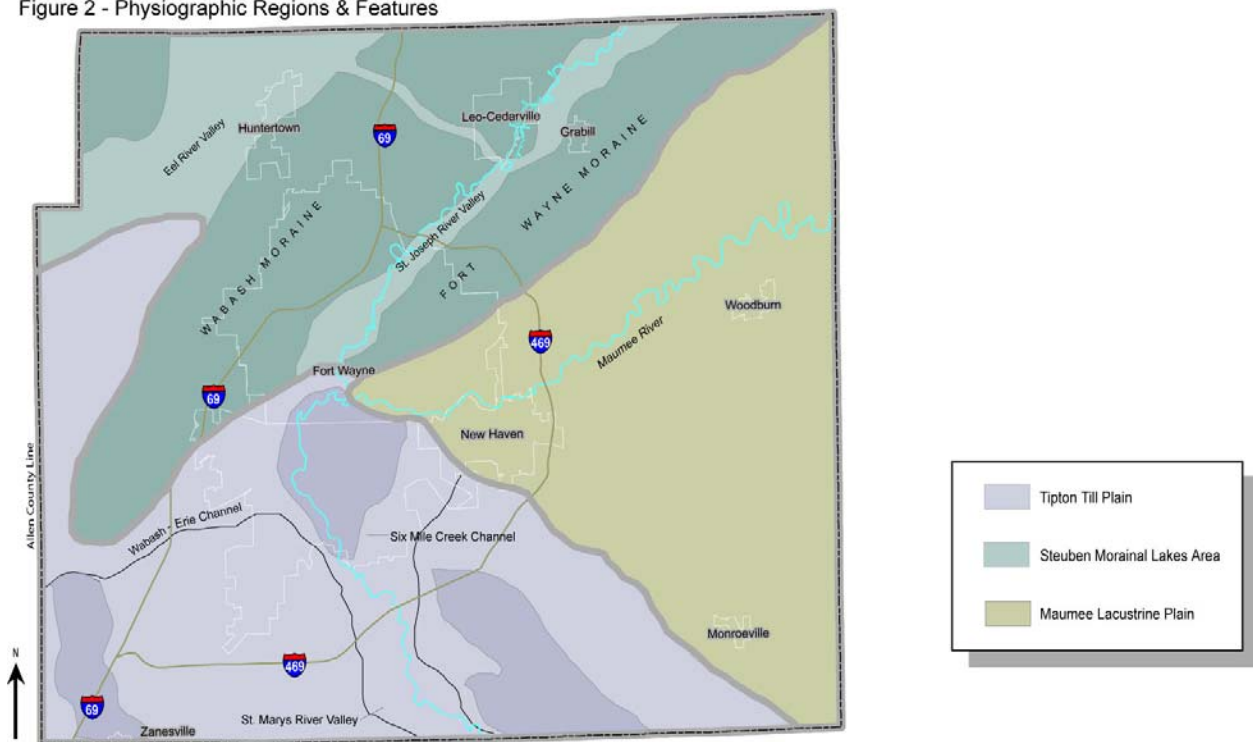 Figure 2 - Physiographic Regions & Features
Huntertown
Leo-Cedarville
Grabill
69
Eel River Valley
WABASH MORAINE
St. Joseph River Valley
FORT
WAYNE MORAINE
Woodburn
Maumee River
469
Fort Wayne
69
New Haven
Allen County Line
Wabash - Erie Channel
Six Mile Creek Channel
Monroeville
N
469
69
St. Marys River Valley
Zanesville
Tipton Till Plain
Steuben Morainal Lakes Area
Maumee Lacustrine Plain